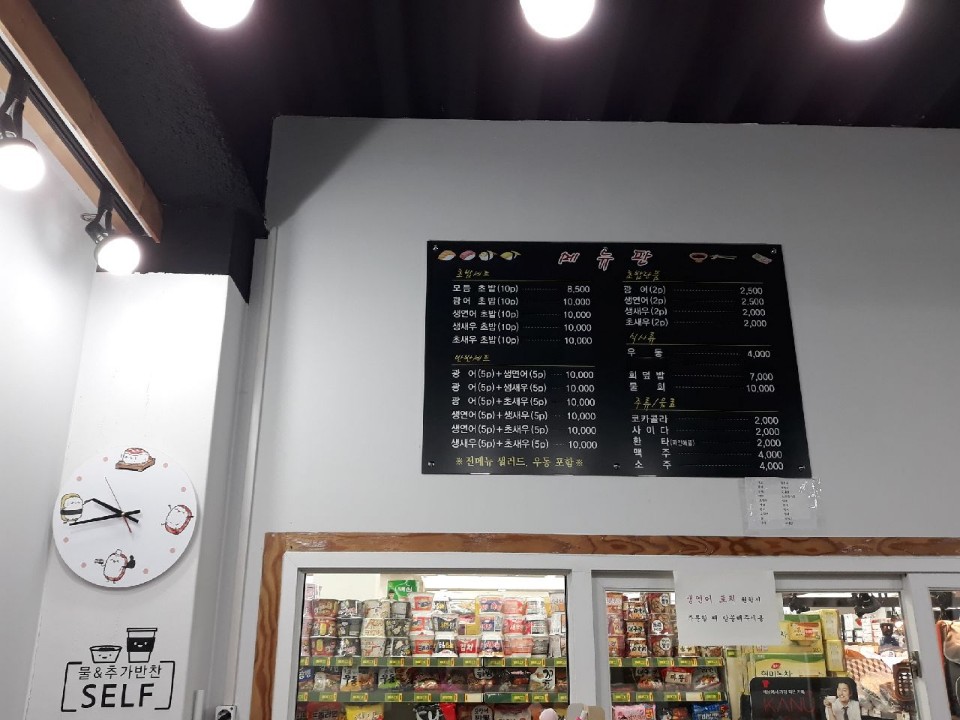 메뉴판
초밥세트
모듬 초밥(10p) 8,500
광어 초밥(10p) 10,000
생연어 초밥(10p) 10,000
생새우 초밥(10p) 10,000
초새우 초밥(10p) 10,000
반반세트
광 어(5p)+생연어(5p) 10,000
광 어(5p)+생새우(5p) 10,000
광 어(5p)+초새우(5p) 10,000
생연어(5p)+생새우(5p) 10,000
생연어(5p)+초새우(5p) 10,000
생새우(5p)+초새우(5p) 10,000
※전메뉴 샐러드, 우동 포함※
초밥단품
광 어(2p) 2,500
생연어(2p) 2,500
생새우(2p) 2,000
초새우(2p) 2,000
식사류
우 동 4,000
회덮밥 7,000
물 회 10,000
주류/음료
코카콜라 2,000
사이다 2,000
환 타(파인애플) 2,000
맥 주 4,000
소 주 4,000
물&추가반찬
SELF
생연어
KANU